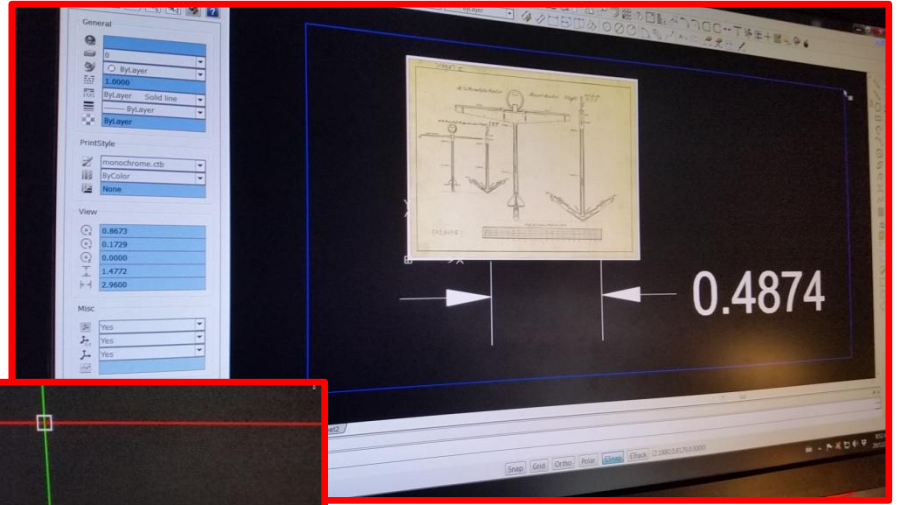 ByLayer
General
0
ByLayer
1.0000
ByLayer Solid line
ByLayer
ByLayer
PrintStyle
monochrome.ctb
ByColor
None
View
0.8673
0.1729
0.0000
1.4772
2.9600
Misc
Yes
Yes
Yes
0.4874
Snap Grid Ortho Polar ESnap ETrack